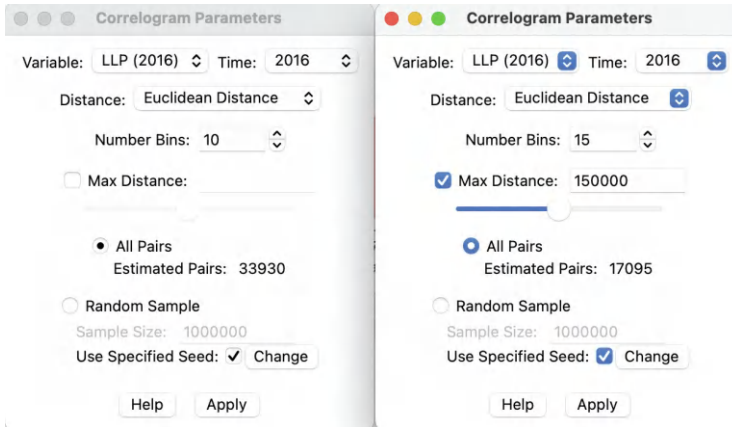 Correlogram Parameters
Variable: LLP (2016) Time: 2016
Distance: Euclidean Distance
Number Bins: 10
Max Distance:
All Pairs
Estimated Pairs: 33930
Random Sample
Sample Size: 1000000
Use Specified Seed: Change
Help Apply
Correlogram Parameters
Variable: LLP (2016) Time: 2016
Distance: Euclidean Distance
Number Bins: 15
Max Distance: 150000
All Pairs
Estimated Pairs: 17095
Random Sample
Sample Size: 1000000
Use Specified Seed: Change
Help Apply